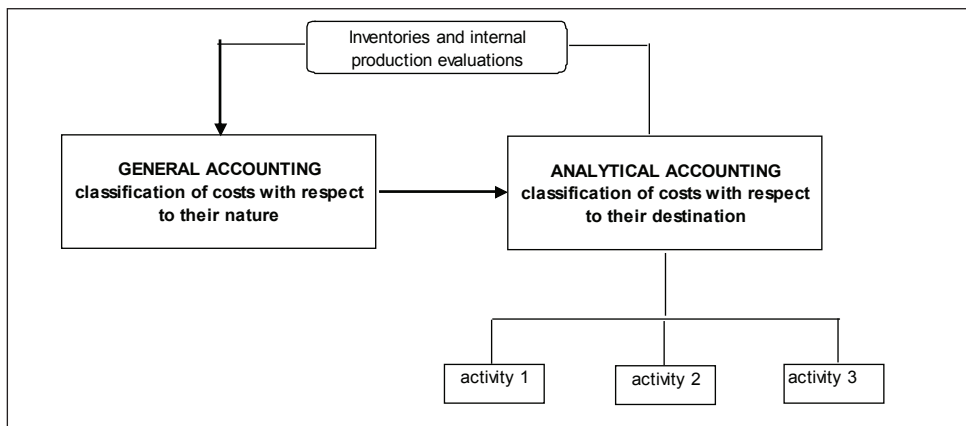 Inventories and internal
production evaluations
GENERAL ACCOUNTING
classification of costs with respect
to their nature
ANALYTICAL ACCOUNTING
classification of costs with respect
to their destination
activity 1
activity 2
activity 3